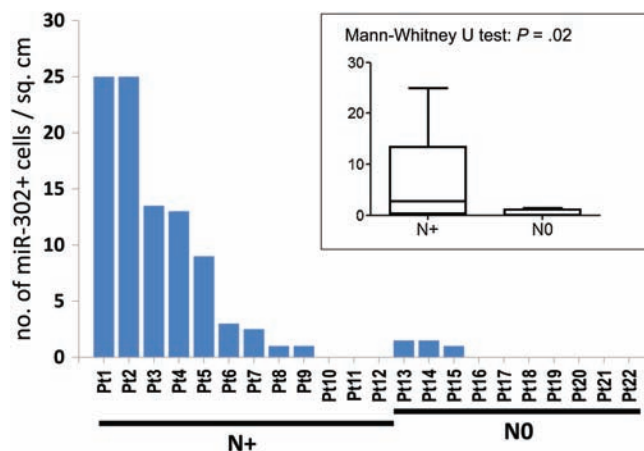 Mann-Whitney U test: P = .02
30
20
10
0
N+ N0
no. of miR-302+ cells / sq. cm
30
25
20
15
10
5
0
Pt1 Pt2 Pt3 Pt4 Pt5 Pt6 Pt7 Pt8 Pt9 Pt10 Pt11 Pt12 Pt13 Pt14 Pt15 Pt16 Pt17 Pt18 Pt19 Pt20 Pt21 Pt22
N+ N0